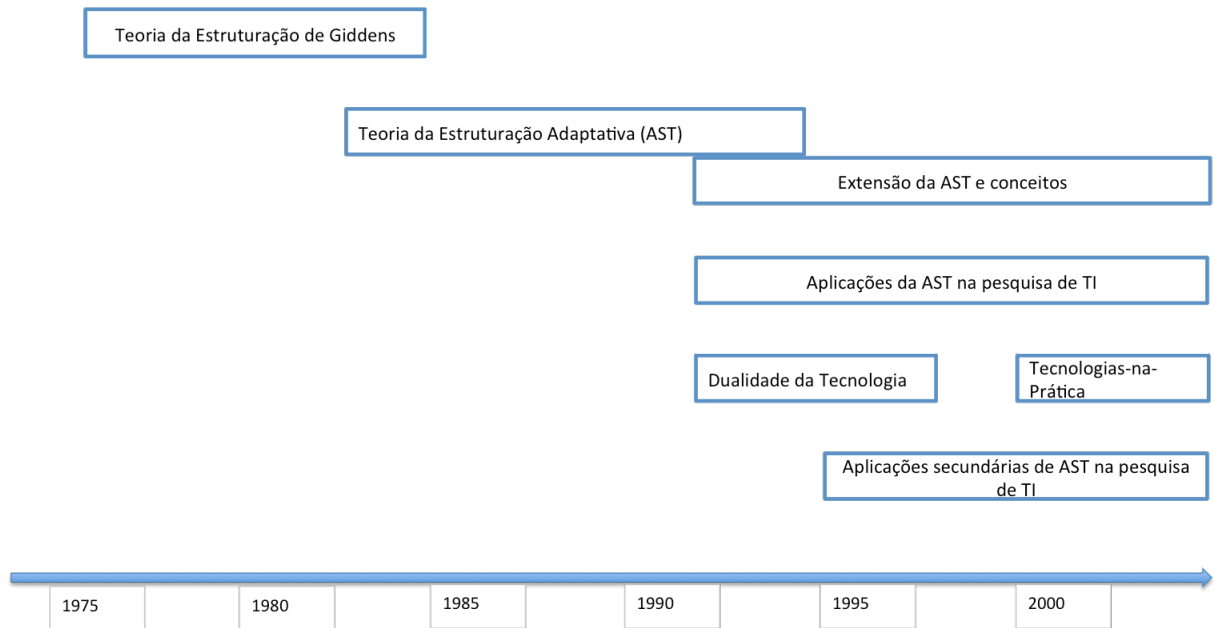 Teoria da Estruturação de Giddens
Teoria da Estruturação Adaptativa (AST)
Extensão da AST e conceitos
Aplicações da AST na pesquisa de TI
Dualidade da Tecnologia
Tecnologias-na-
Prática
Aplicações secundárias de AST na pesquisa
de TI
1975
1980
1985
1990
1995
2000